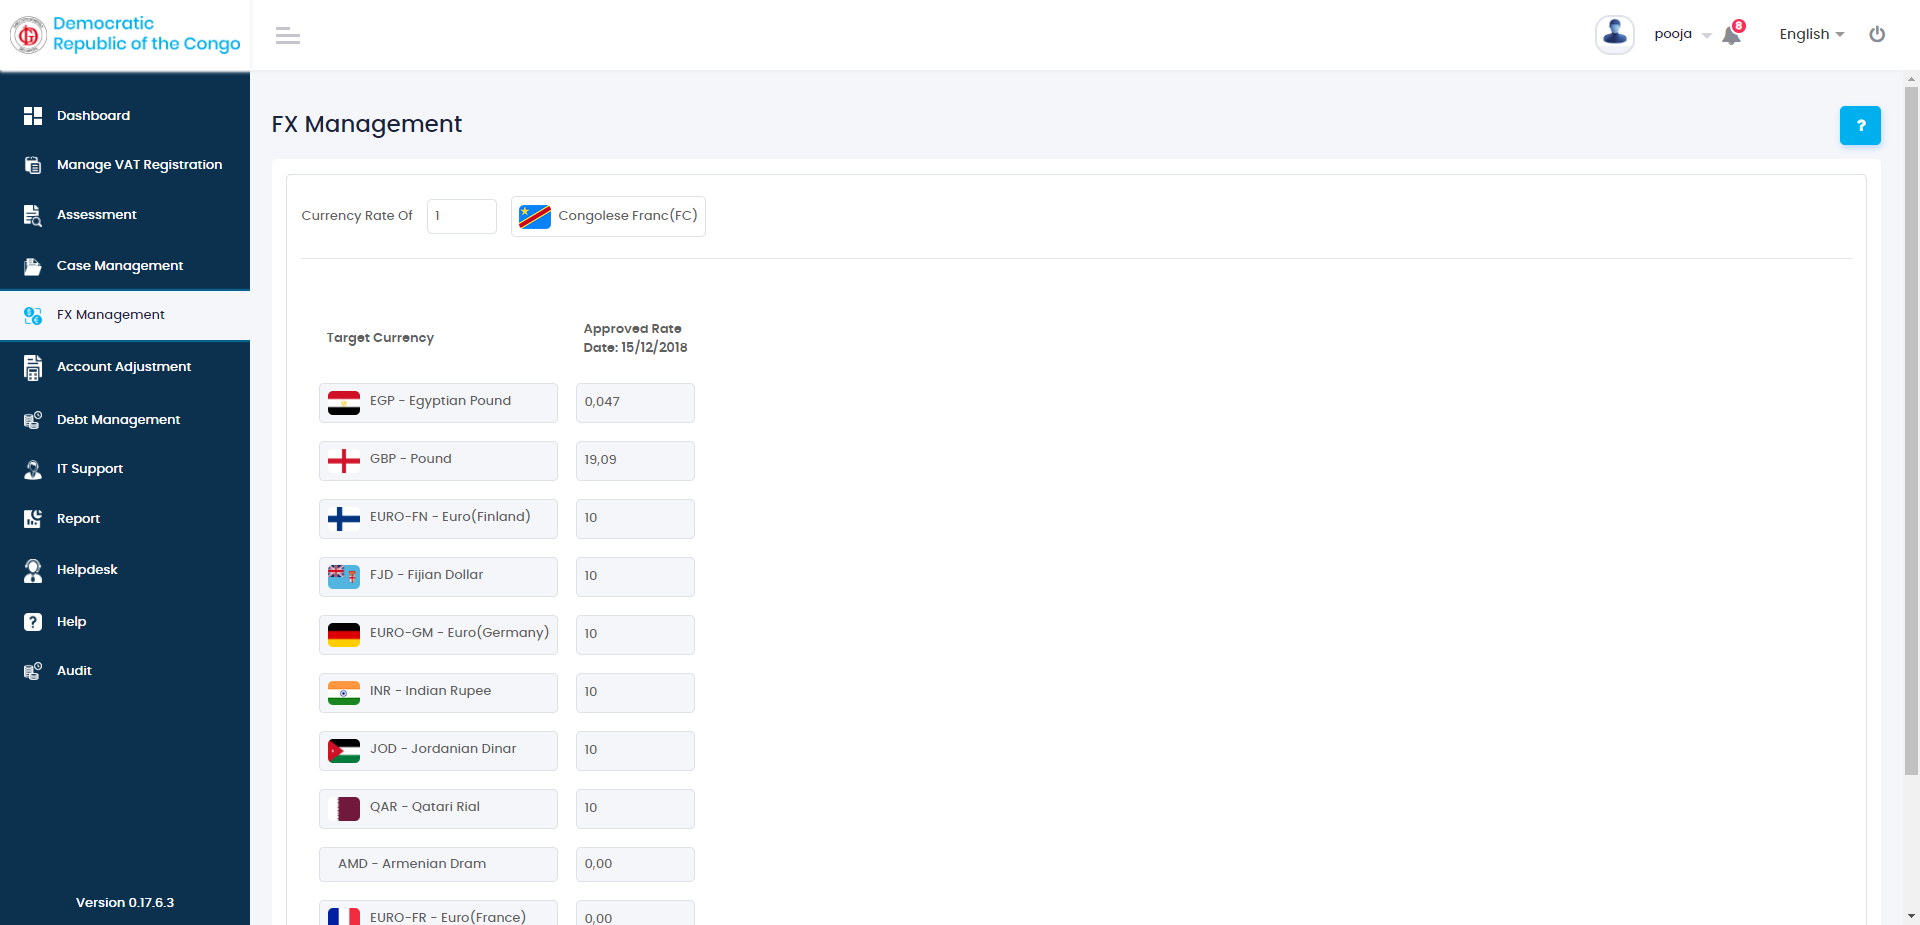 Democratic
Republic of the Congo
pooja
8
English
Dashboard
Manage VAT Registration
Assessment
Case Management
FX Management
Account Adjustment
Debt Management
IT Support
Report
Helpdesk
Help
Audit
Version 0.17.6.3
FX Management
?
Currency Rate Of
1
Congolese Franc(FC)
Target Currency
Approved Rate
Date: 15/12/2018
EGP - Egyptian Pound
0,047
GBP - Pound
19,09
EURO-FN - Euro(Finland)
10
FJD - Fijian Dollar
10
EURO-GM - Euro(Germany)
10
INR - Indian Rupee
10
JOD - Jordanian Dinar
10
QAR - Qatari Rial
10
AMD - Armenian Dram
0,00
EURO-FR - Euro(France)
0,00